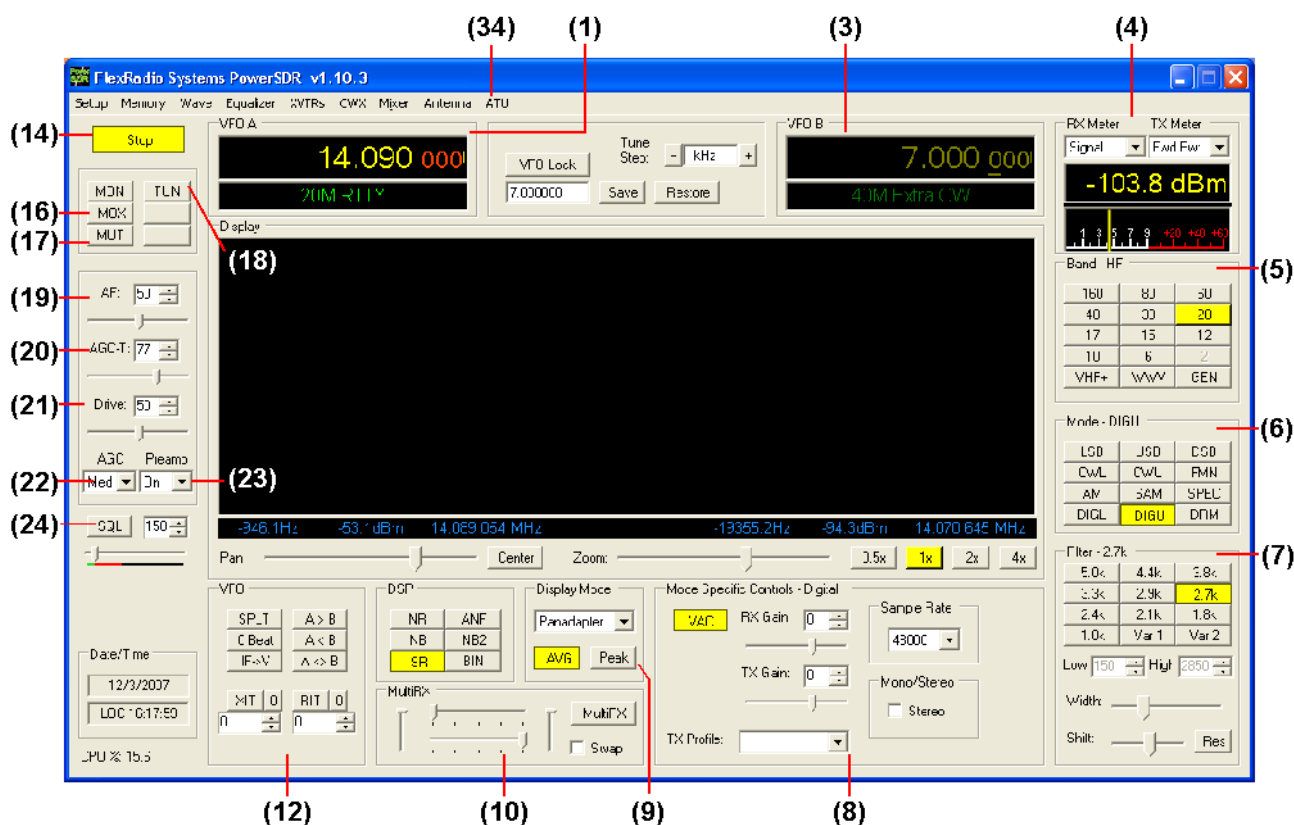 (34) (1) (3) (4)
FlexRadio Systems PowerSDR v1.10.3
Setup Memory Wave Equalizer XVTRs CWX Mixer Antenna ATU
(14) Stop
VFO A
14.090 000
20M RTTY
VFO Lock
Tune Step: - kHz +
7.000000 Save Restore
VFO B
7.000 000
40M Extra CW
RX Meter TX Meter
Signal Fwd Pwr
-103.8 dBm
1 3 5 7 9 +20 +40 +60
MON TUN
(16) MOX
(17) MUT
(18)
Display
Band - HF (5)
160 80 60
40 30 20
17 15 12
10 6 2
VHF+ WWV GEN
(19) AF: 50
(20) AGC-T: 77
(21) Drive: 50
AGC Preamp
(22) Med On (23)
(24) SQL 150
Mode - DIGU (6)
LSB USB DSB
CWL CWU FMN
AM SAM SPEC
DIGL DIGU DRM
-946.1Hz -53.1dBm 14.089 054 MHz -19355.2Hz -94.3dBm 14.070 645 MHz
Pan Center Zoom: 0.5x 1x 2x 4x
Filter - 2.7k (7)
5.0k 4.4k 3.8k
3.3k 2.9k 2.7k
2.4k 2.1k 1.8k
1.0k Var 1 Var 2
Low 150 High 2850
Width:
Shift: Res
VFO
SPLT A > B
0 Beat A < B
IF->V A <> B
XIT 0 RIT 0
0 0
DSP
NR ANF
NB NB2
SR BIN
Display Mode
Panadapter
AVG Peak
MultiRX
MultiRX
Swap
Mode Specific Controls - Digital
VAC RX Gain 0
TX Gain: 0
TX Profile:
Sample Rate
48000
Mono/Stereo
Stereo
Date/Time
12/3/2007
LOC 16:17:59
CPU %: 15.6
(12) (10) (9) (8)